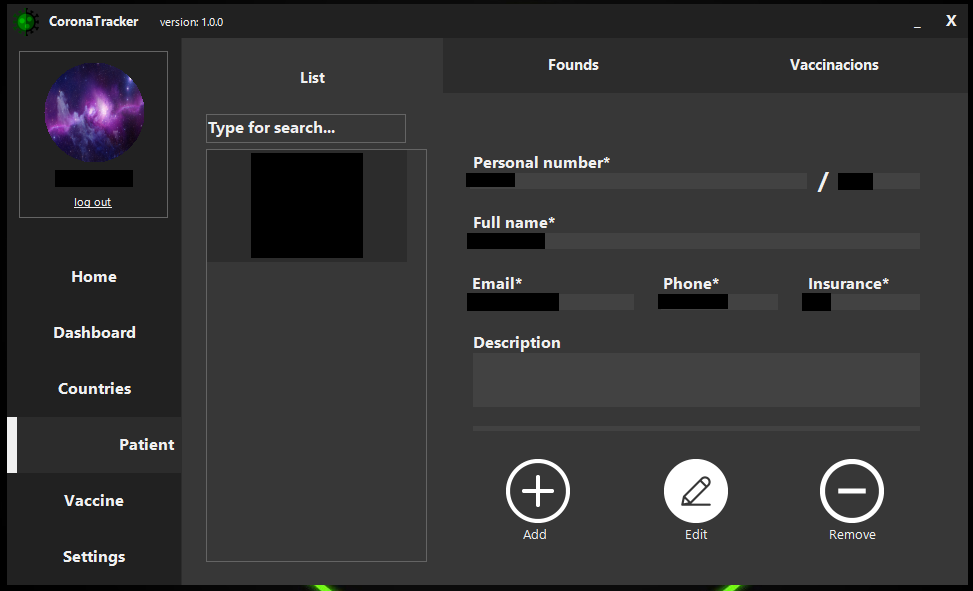 CoronaTracker version: 1.0.0 _ X
log out
Home
Dashboard
Countries
Patient
Vaccine
Settings
List
Founds
Vaccinacions
Type for search...
Personal number*
/
Full name*
Email* Phone* Insurance*
Description
Add Edit Remove